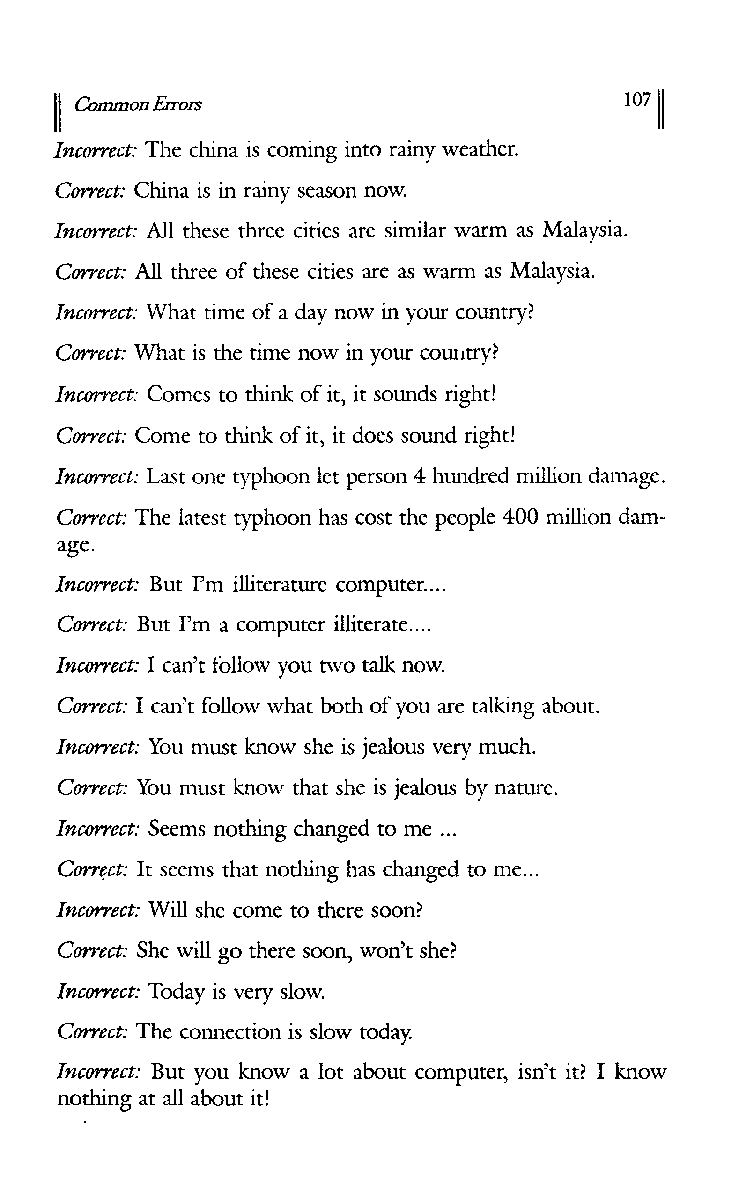 Common Errors 107
Incorrect: The china is coming into rainy weather.
Correct: China is in rainy season now.
Incorrect: All these three cities are similar warm as Malaysia.
Correct: All three of these cities are as warm as Malaysia.
Incorrect: What time of a day now in your country?
Correct: What is the time now in your country?
Incorrect: Comes to think of it, it sounds right!
Correct: Come to think of it, it does sound right!
Incorrect: Last one typhoon let person 4 hundred million damage.
Correct: The latest typhoon has cost the people 400 million dam-
age.
Incorrect: But I'm illiterature computer....
Correct: But I'm a computer illiterate....
Incorrect: I can't follow you two talk now.
Correct: I can't follow what both of you are talking about.
Incorrect: You must know she is jealous very much.
Correct: You must know that she is jealous by nature.
Incorrect: Seems nothing changed to me ...
Correct: It seems that nothing has changed to me...
Incorrect: Will she come to there soon?
Correct: She will go there soon, won't she?
Incorrect: Today is very slow.
Correct: The connection is slow today.
Incorrect: But you know a lot about computer, isn't it? I know
nothing at all about it!